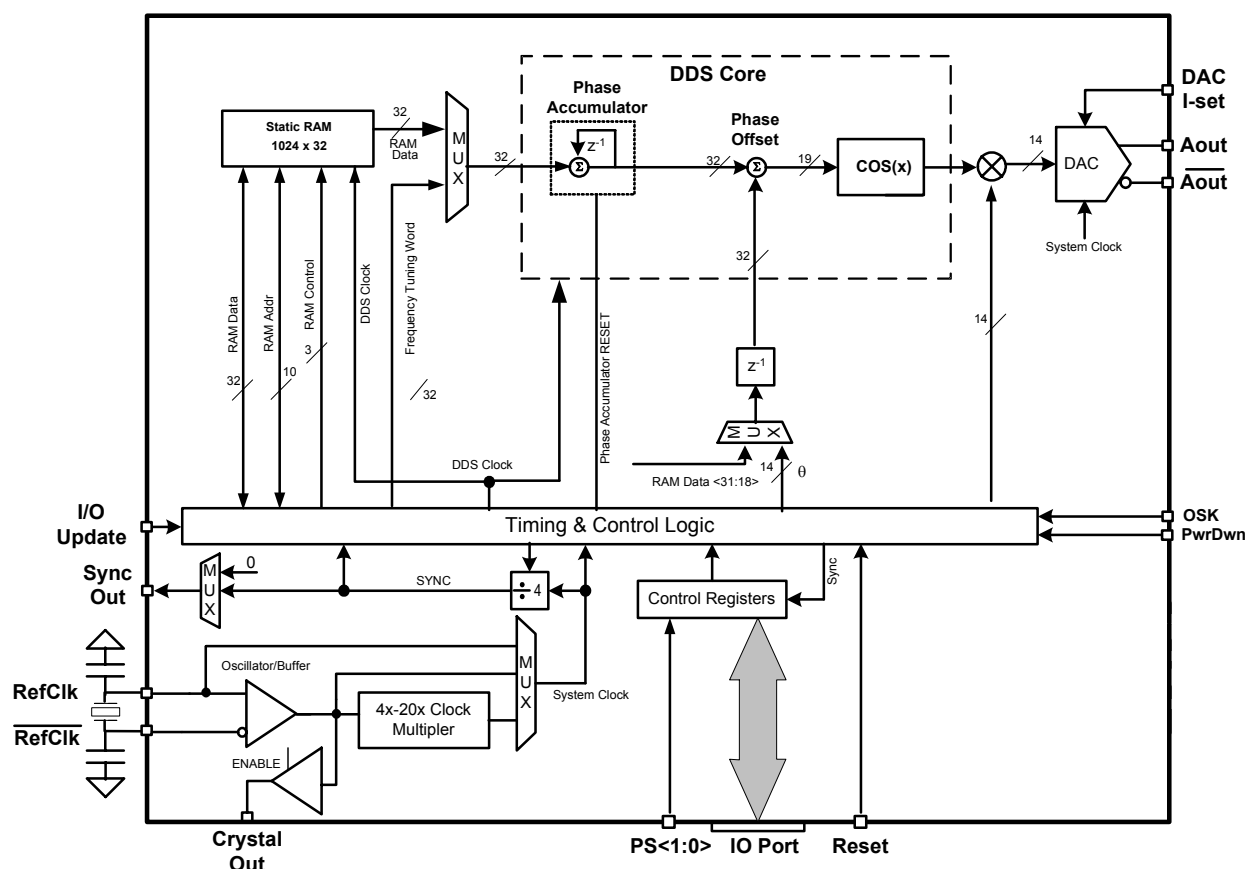 DDS Core
Phase
Accumulator
Phase
Offset
DAC
I-set
Static RAM
1024 x 32
32
RAM
Data
M
U
X
32
z-1
Σ
32
Σ
19
COS(x)
14
DAC
Aout
Aout
System Clock
RAM Data
32
RAM Addr
10
RAM Control
3
DDS Clock
Frequency Tuning Word
32
Phase Accumulator RESET
32
z-1
M U X
14
DDS Clock
RAM Data <31:18>
14
θ
I/O
Update
Timing & Control Logic
OSK
PwrDwn
Sync
Out
M
U
X
0
SYNC
÷ 4
Control Registers
Sync
RefClk
RefClk
Oscillator/Buffer
4x-20x Clock
Multipler
M
U
X
System Clock
ENABLE
Crystal
Out
PS<1:0>
IO Port
Reset